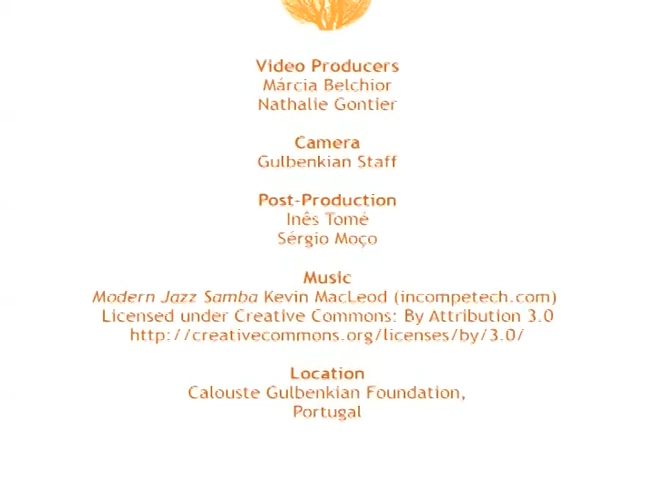 Video Producers
Márcia Belchior
Nathalie Gontier
Camera
Gulbenkian Staff
Post-Production
Inês Tomé
Sérgio Moço
Music
Modern Jazz Samba Kevin MacLeod (incompetech.com)
Licensed under Creative Commons: By Attribution 3.0
http://creativecommons.org/licenses/by/3.0/
Location
Calouste Gulbenkian Foundation,
Portugal